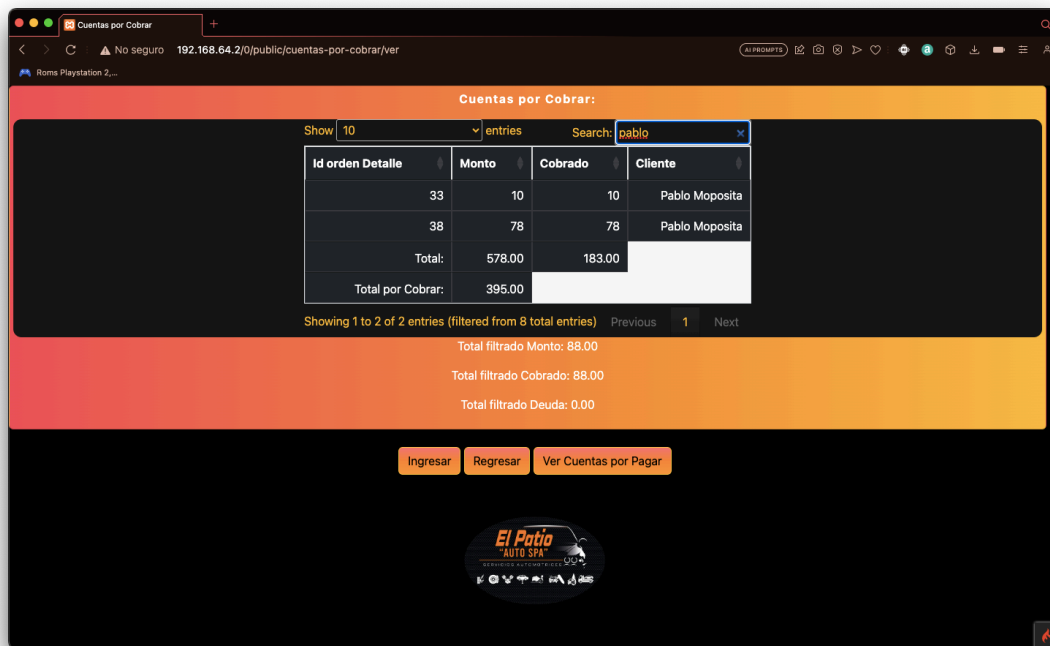 Cuentas por Cobrar
No seguro 192.168.64.2/0/public/cuentas-por-cobrar/ver AI PROMPTS
Roms Playstation 2,...
Cuentas por Cobrar:
Show 10 entries Search: pablo
Id orden Detalle Monto Cobrado Cliente
33 10 10 Pablo Moposita
38 78 78 Pablo Moposita
Total: 578.00 183.00
Total por Cobrar: 395.00
Showing 1 to 2 of 2 entries (filtered from 8 total entries) Previous 1 Next
Total filtrado Monto: 88.00
Total filtrado Cobrado: 88.00
Total filtrado Deuda: 0.00
Ingresar Regresar Ver Cuentas por Pagar
El Patio
"AUTO SPA"
SERVICIOS AUTOMOTRICES